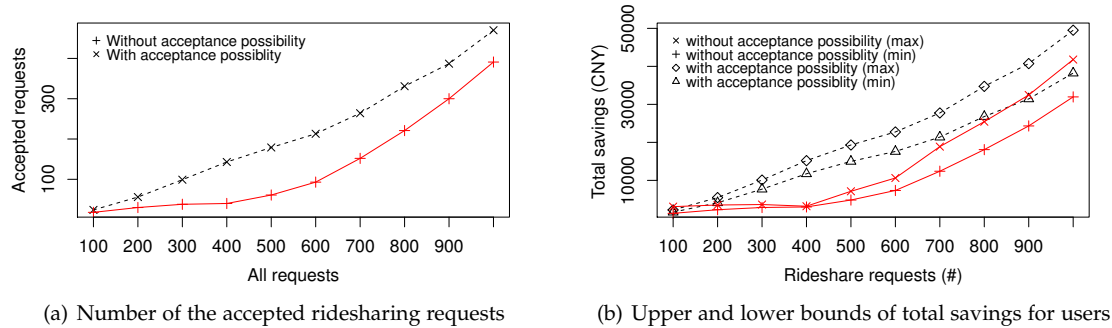 Without acceptance possibility
With acceptance possiblity
Accepted requests
300
100
100 200 300 400 500 600 700 800 900
All requests
(a) Number of the accepted ridesharing requests
without acceptance possibility (max)
without acceptance possibility (min)
with acceptance possiblity (max)
with acceptance possiblity (min)
Total savings (CNY)
50000
30000
10000
100 200 300 400 500 600 700 800 900
Rideshare requests (#)
(b) Upper and lower bounds of total savings for users